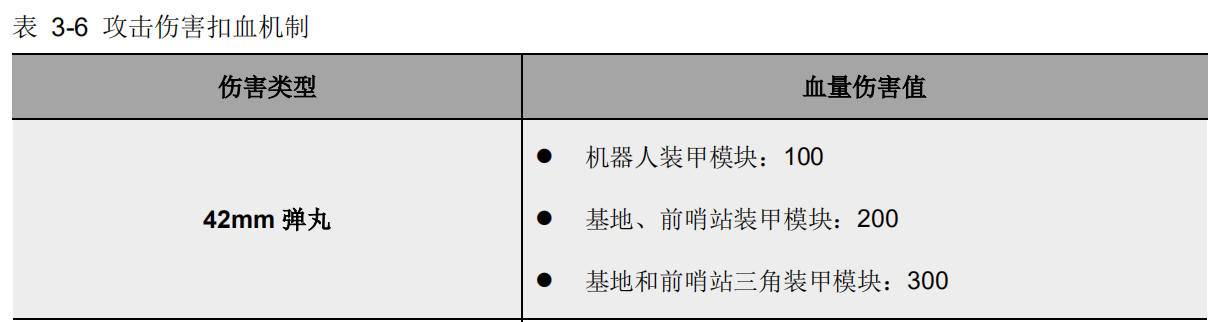 表 3-6 攻击伤害扣血机制
伤害类型
血量伤害值
42mm 弹丸
● 机器人装甲模块：100
● 基地、前哨站装甲模块：200
● 基地和前哨站三角装甲模块：300